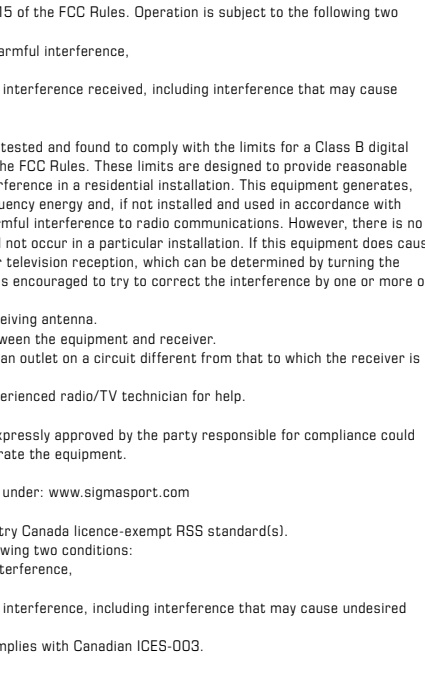 15 of the FCC Rules. Operation is subject to the following two
armful interference,
interference received, including interference that may cause
tested and found to comply with the limits for a Class B digital
he FCC Rules. These limits are designed to provide reasonable
rference in a residential installation. This equipment generates,
uency energy and, if not installed and used in accordance with
rmful interference to radio communications. However, there is no
not occur in a particular installation. If this equipment does caus
r television reception, which can be determined by turning the
s encouraged to try to correct the interference by one or more o
eiving antenna.
ween the equipment and receiver.
an outlet on a circuit different from that to which the receiver is
erienced radio/TV technician for help.
xpressly approved by the party responsible for compliance could
rate the equipment.
under: www.sigmasport.com
try Canada licence-exempt RSS standard(s).
wing two conditions:
terference,
interference, including interference that may cause undesired
mplies with Canadian ICES-003.